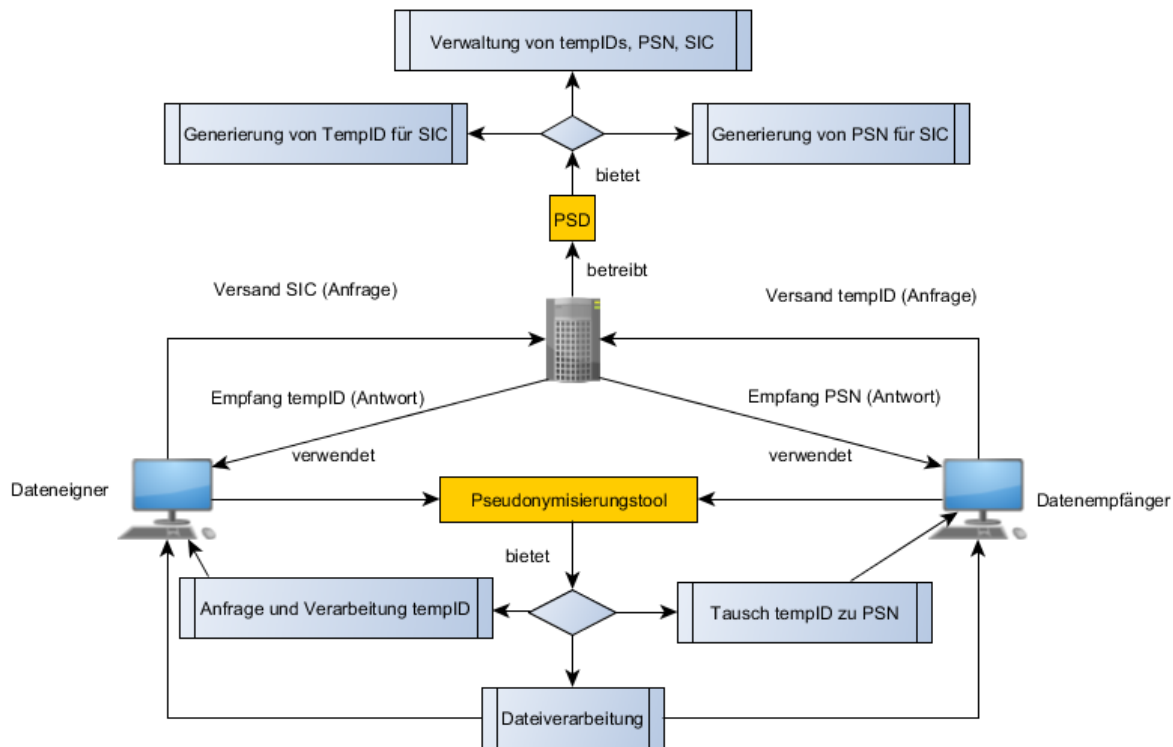 Verwaltung von tempIDs, PSN, SIC
Generierung von TempID für SIC
Generierung von PSN für SIC
bietet
PSD
betreibt
Versand SIC (Anfrage)
Versand tempID (Anfrage)
Empfang tempID (Antwort)
Empfang PSN (Antwort)
verwendet
verwendet
Dateneigner
Pseudonymisierungstool
Datenempfänger
bietet
Anfrage und Verarbeitung tempID
Tausch tempID zu PSN
Dateiverarbeitung